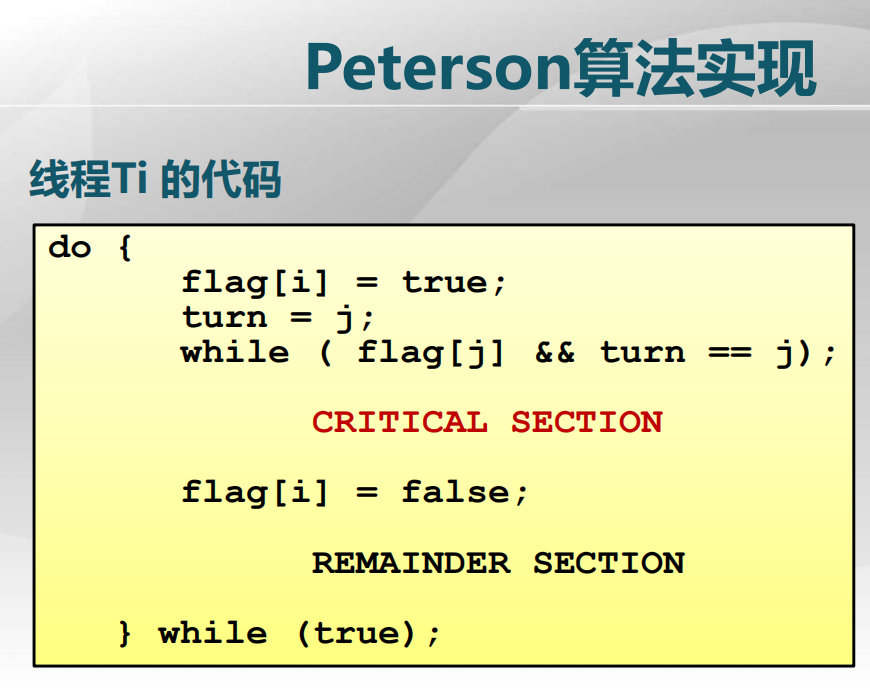 Peterson算法实现
线程Ti 的代码
do {
flag[i] = true;
turn = j;
while ( flag[j] && turn == j);
CRITICAL SECTION
flag[i] = false;
REMAINDER SECTION
} while (true);